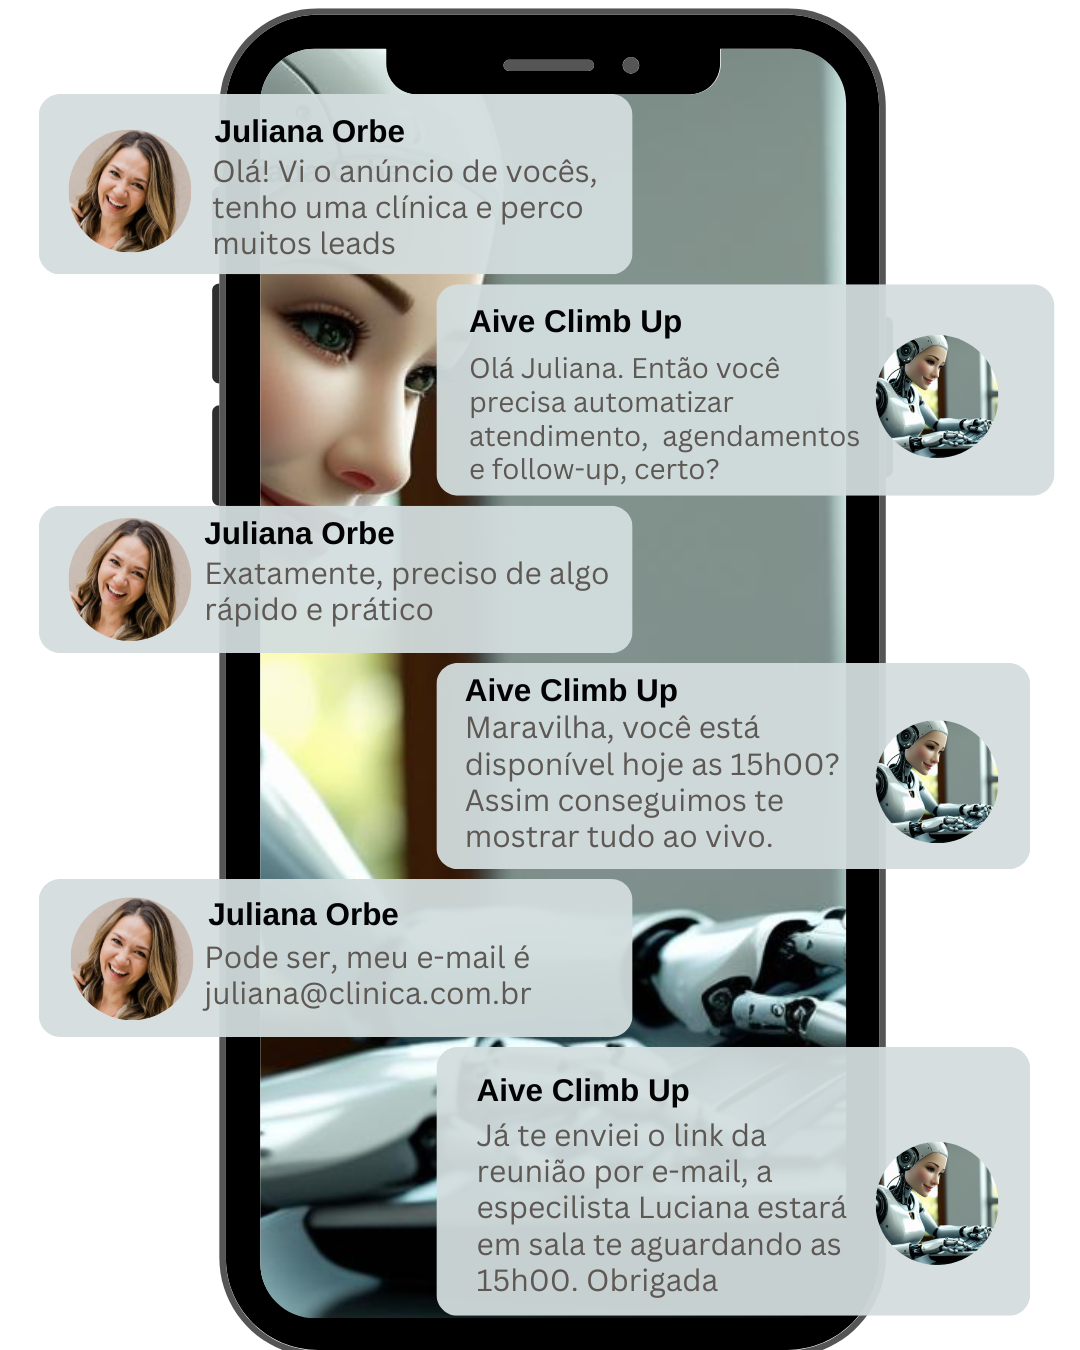 Juliana Orbe
Olá! Vi o anúncio de vocês,
tenho uma clínica e perco
muitos leads
Aive Climb Up
Olá Juliana. Então você
precisa automatizar
atendimento,  agendamentos
e follow-up, certo?
Juliana Orbe
Exatamente, preciso de algo
rápido e prático
Aive Climb Up
Maravilha, você está
disponível hoje as 15h00?
Assim conseguimos te
mostrar tudo ao vivo.
Juliana Orbe
Pode ser, meu e-mail é
juliana@clinica.com.br
Aive Climb Up
Já te enviei o link da
reunião por e-mail, a
especilista Luciana estará
em sala te aguardando as
15h00. Obrigada